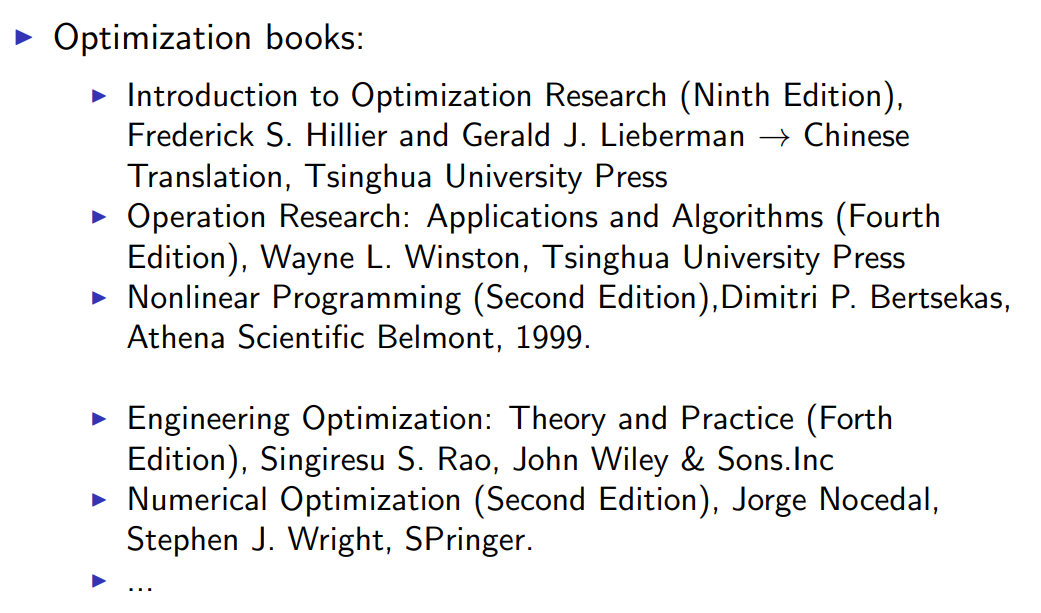 Optimization books:
Introduction to Optimization Research (Ninth Edition),
Frederick S. Hillier and Gerald J. Lieberman → Chinese
Translation, Tsinghua University Press
Operation Research: Applications and Algorithms (Fourth
Edition), Wayne L. Winston, Tsinghua University Press
Nonlinear Programming (Second Edition),Dimitri P. Bertsekas,
Athena Scientific Belmont, 1999.
Engineering Optimization: Theory and Practice (Forth
Edition), Singiresu S. Rao, John Wiley & Sons.Inc
Numerical Optimization (Second Edition), Jorge Nocedal,
Stephen J. Wright, SPringer.
...